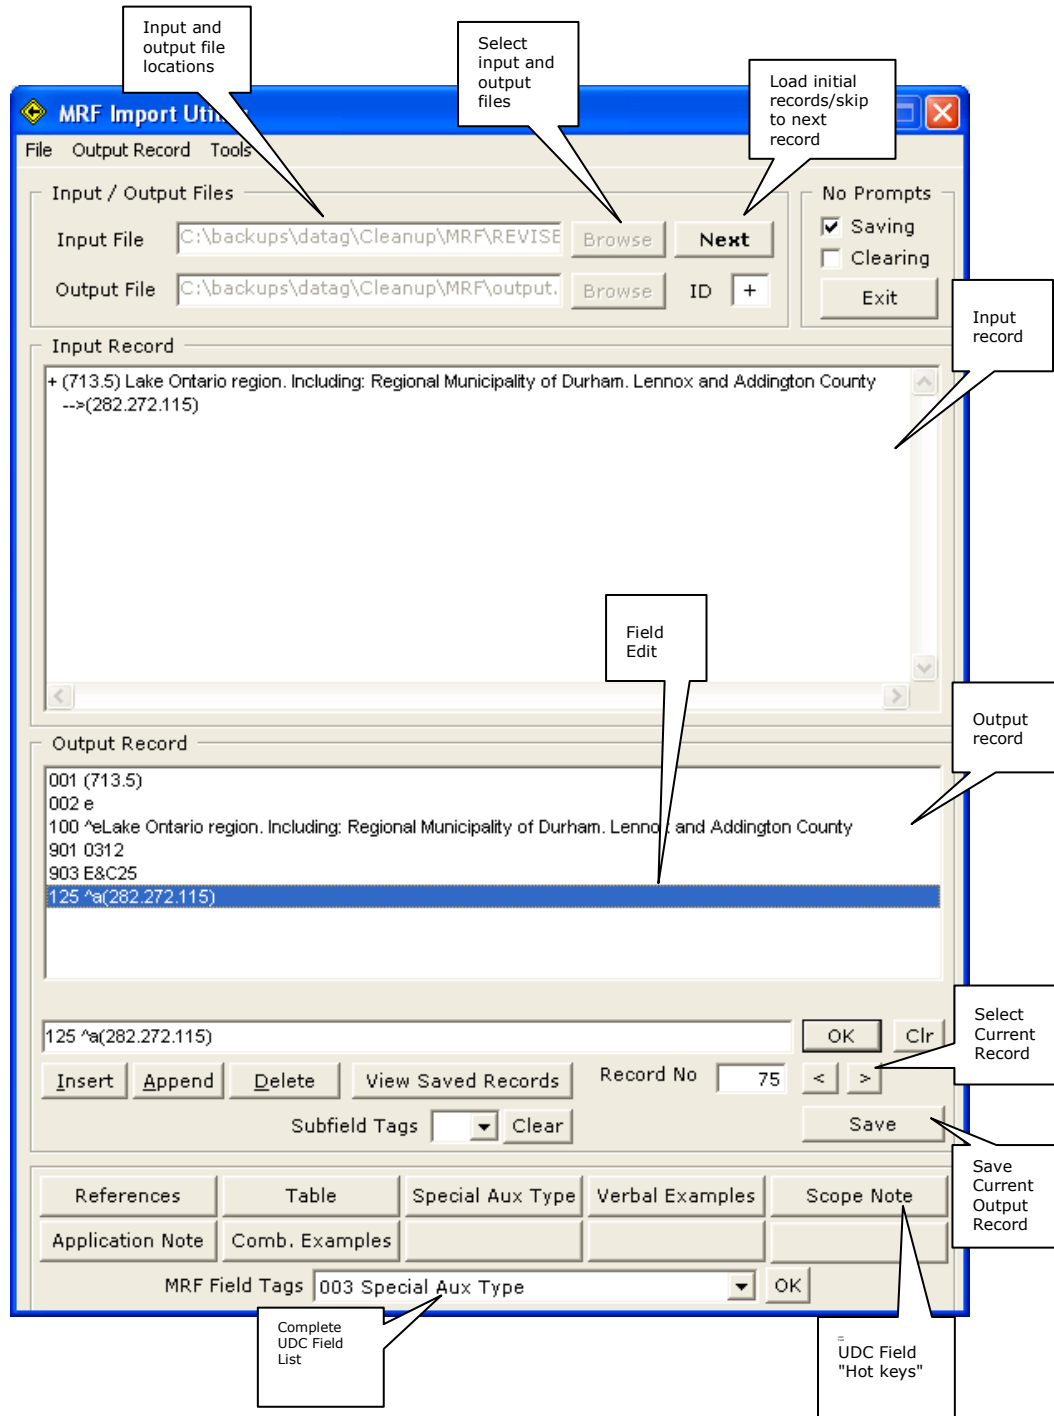 Input and
output file
locations
Select
input and
output
files
Load initial
records/skip
to next
record
MRF Import Uti
File Output Record Tools
Input / Output Files
No Prompts
Input File C:\backups\datag\Cleanup\MRF\REVISE Browse Next
Saving
Clearing
Output File C:\backups\datag\Cleanup\MRF\output. Browse ID +
Exit
Input
record
Input Record
+ (713.5) Lake Ontario region. Including: Regional Municipality of Durham. Lennox and Addington County
-->(282.272.115)
Field
Edit
Output
record
Output Record
001 (713.5)
002 e
100 ^eLake Ontario region. Including: Regional Municipality of Durham. Lennox and Addington County
901 0312
903 E&C25
125 ^a(282.272.115)
Select
Current
Record
125 ^a(282.272.115) OK Clr
Insert Append Delete View Saved Records Record No 75 < >
Subfield Tags Clear Save
Save
Current
Output
Record
References Table Special Aux Type Verbal Examples Scope Note
Application Note Comb. Examples
MRF Field Tags 003 Special Aux Type OK
Complete
UDC Field
List
UDC Field
"Hot keys"